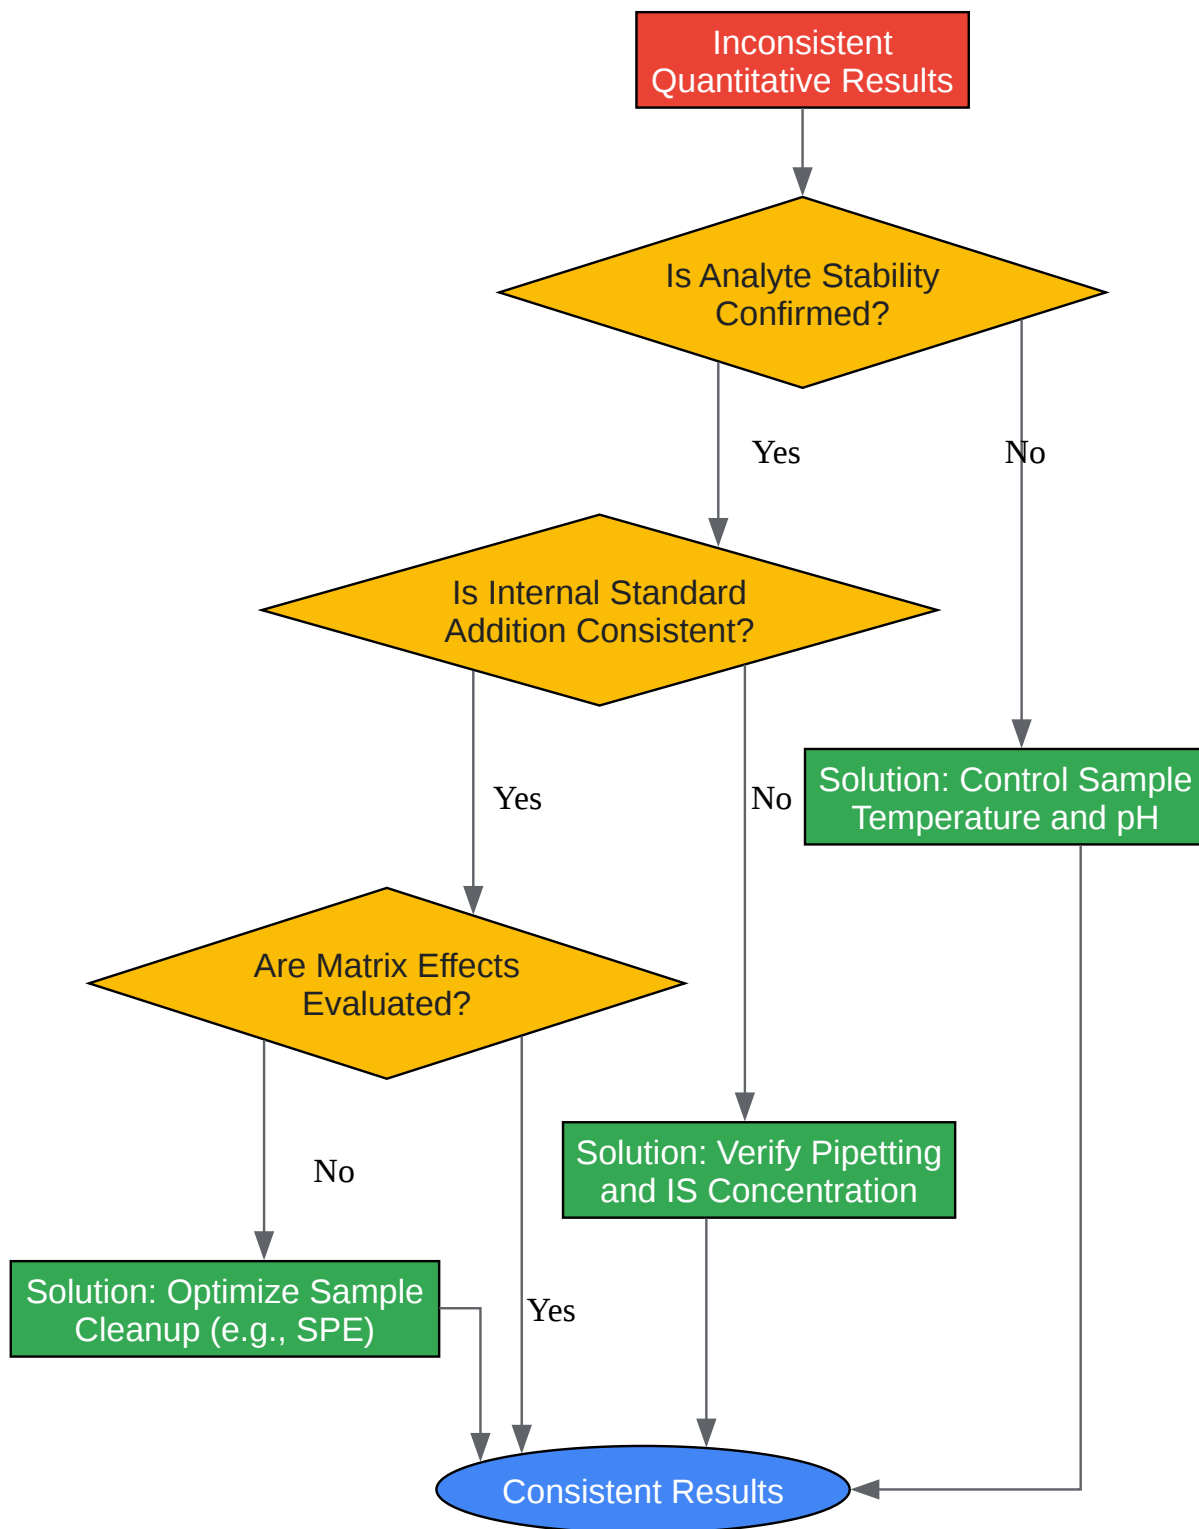 Inconsistent
Quantitative Results
Is Analyte Stability
Confirmed?
Yes
No
Is Internal Standard
Addition Consistent?
Solution: Control Sample
Temperature and pH
Yes
No
Are Matrix Effects
Evaluated?
Solution: Verify Pipetting
and IS Concentration
No
Solution: Optimize Sample
Cleanup (e.g., SPE)
Yes
Consistent Results